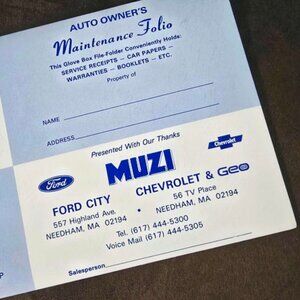 AUTO OWNER'S
Maintenance Folio
This Glove Box File-Folder Conveniently Holds:
SERVICE RECEIPTS - CAR PAPERS -
WARRANTIES - BOOKLETS - ETC.
Property of
NAME
ADDRESS
Presented With Our Thanks
MUZI
Ford
Chevrolet
FORD CITY
557 Highland Ave.
NEEDHAM, MA 02194
CHEVROLET & Geo
56 TV Place
• NEEDHAM, MA 02194
Tel. (617) 444-5300
Voice Mail (617) 444-5305
Salesperson
P